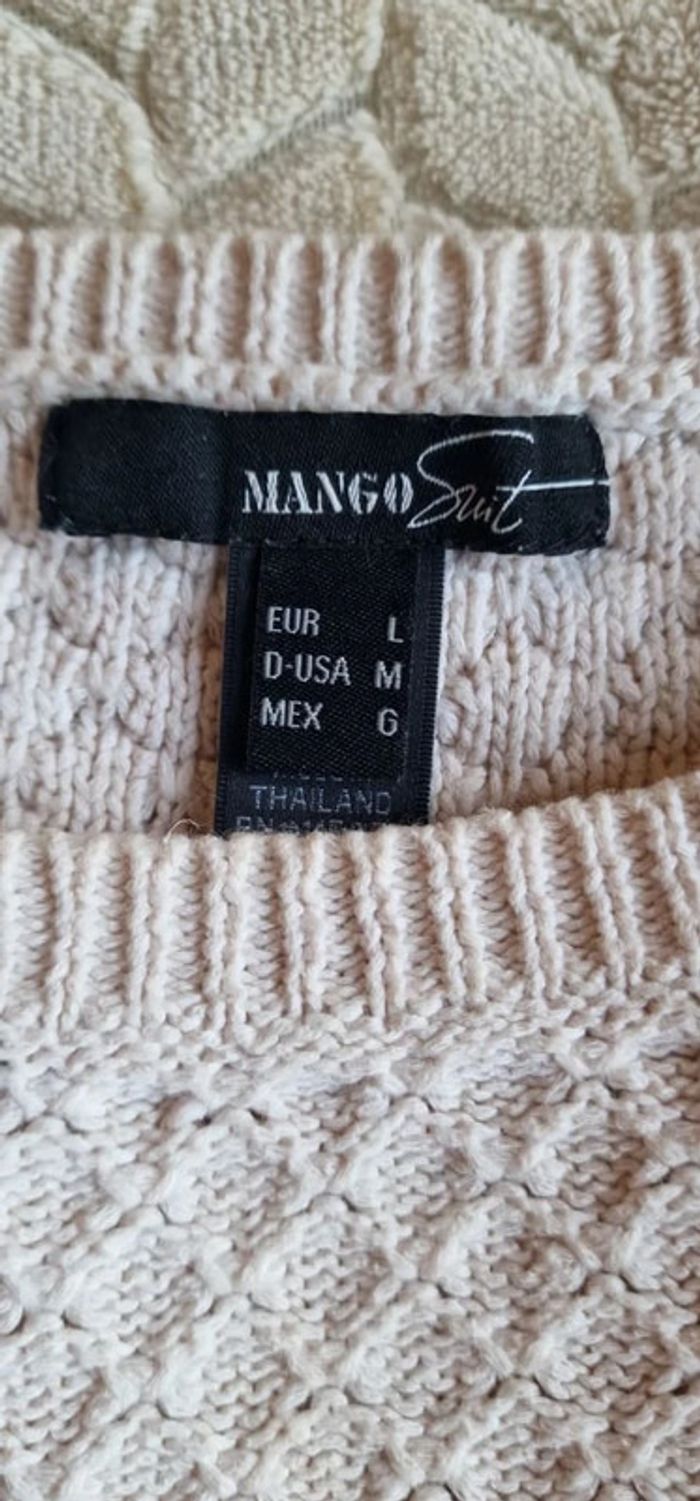 MANGO Suit
EUR L
D-USA M
MEX G
THAILAND